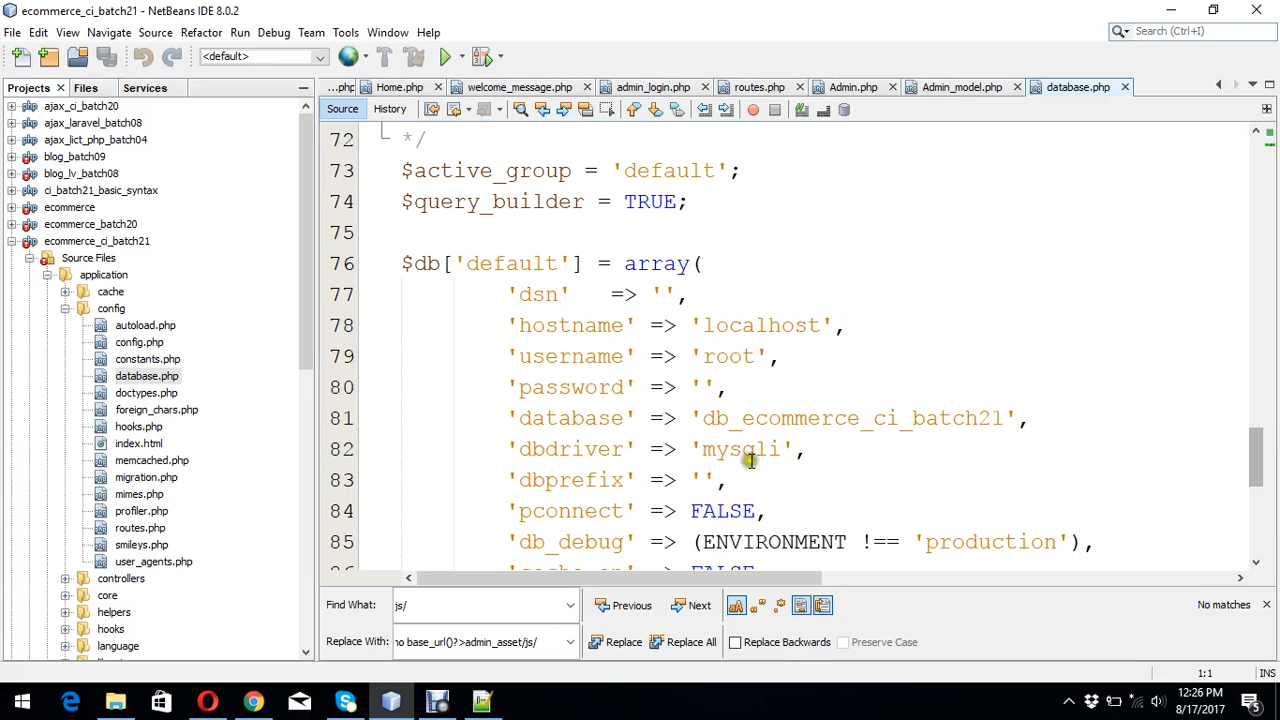 ecommerce_ci_batch21 - NetBeans IDE 8.0.2
File Edit View Navigate Source Refactor Run Debug Team Tools Window Help
Search (Ctrl+I)
<default>
Projects Files Services
...php Home.php welcome_message.php admin_login.php routes.php Admin.php Admin_model.php database.php
Source History
ajax_ci_batch20
ajax_laravel_batch08
ajax_lict_php_batch04
blog_batch09
blog_lv_batch08
ci_batch21_basic_syntax
ecommerce
ecommerce_batch20
ecommerce_ci_batch21
Source Files
application
cache
config
autoload.php
config.php
constants.php
database.php
doctypes.php
foreign_chars.php
hooks.php
index.html
memcached.php
migration.php
mimes.php
profiler.php
routes.php
smileys.php
user_agents.php
controllers
core
helpers
hooks
language
72 */
73 $active_group = 'default';
74 $query_builder = TRUE;
75
76 $db['default'] = array(
77 'dsn' => '',
78 'hostname' => 'localhost',
79 'username' => 'root',
80 'password' => '',
81 'database' => 'db_ecommerce_ci_batch21',
82 'dbdriver' => 'mysqli',
83 'dbprefix' => '',
84 'pconnect' => FALSE,
85 'db_debug' => (ENVIRONMENT !== 'production'),
86 'cache_on' => FALSE
Find What: js/ Previous Next No matches
Replace With: ho base_url()?>admin_asset/js/ Replace Replace All Replace Backwards Preserve Case
1:1 INS
12:26 PM
8/17/2017
5